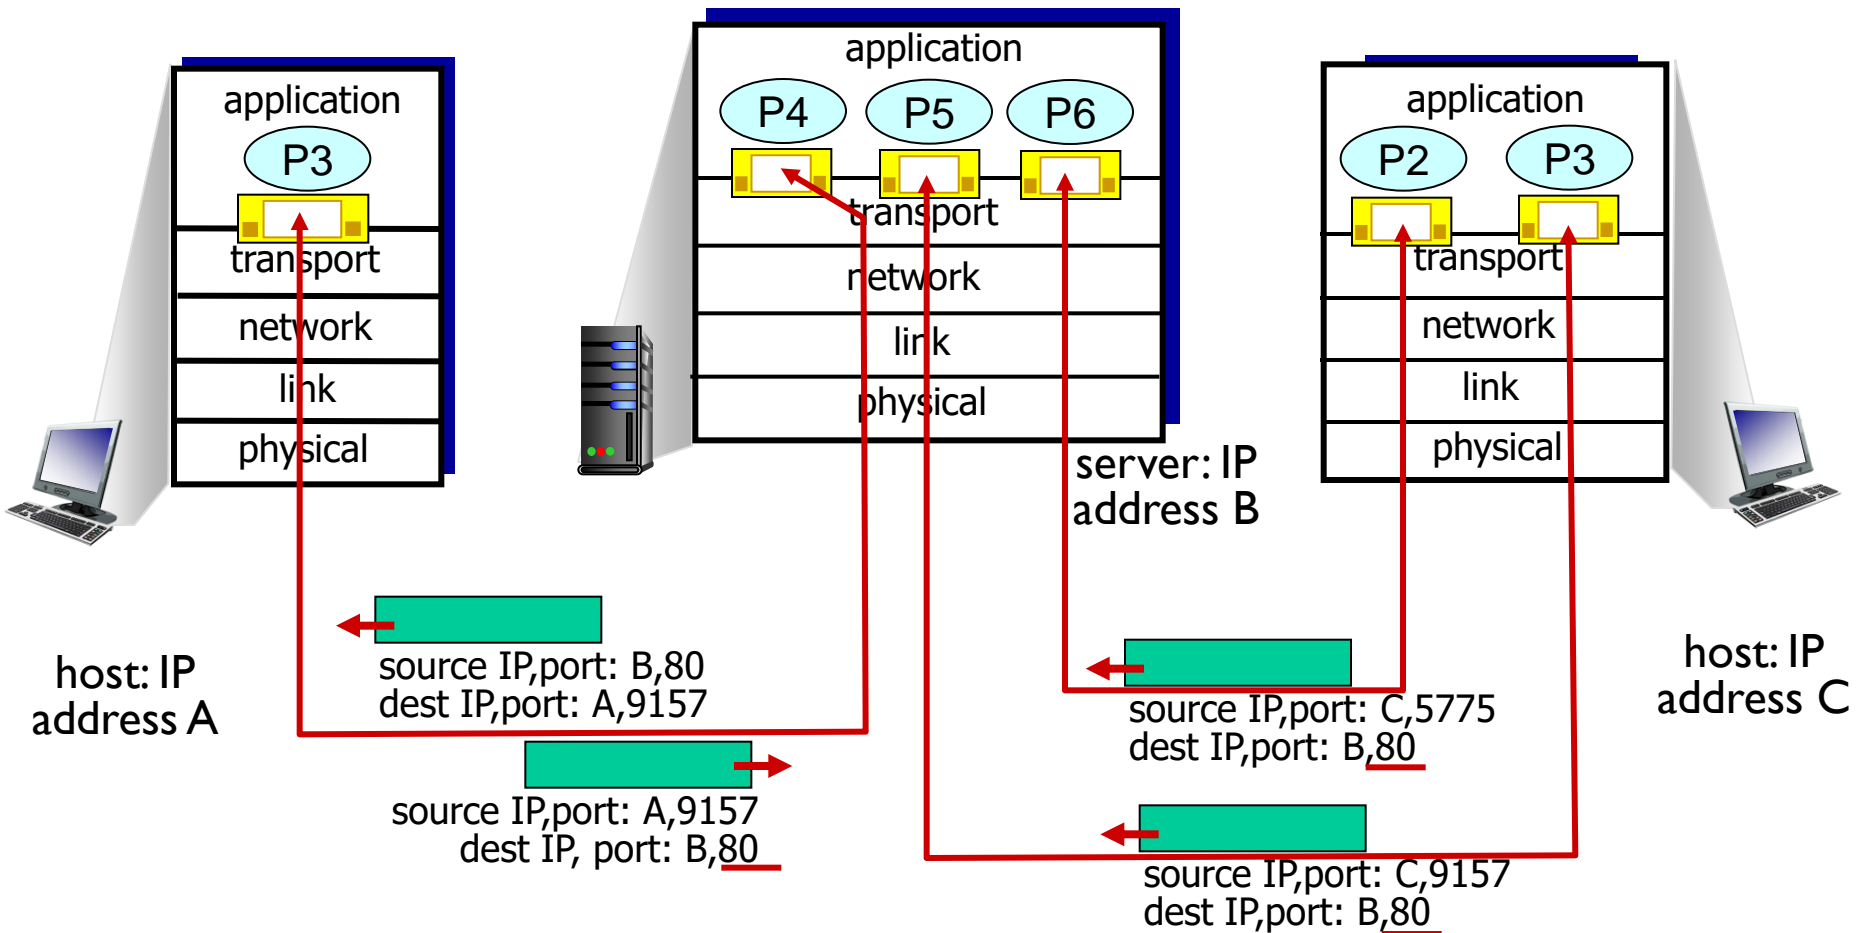 application
P3
transport
network
link
physical
host: IP
address A
application
P4
P5
P6
transport
network
link
physical
server: IP
address B
application
P2
P3
transport
network
link
physical
host: IP
address C
source IP,port: B,80
dest IP,port: A,9157
source IP,port: A,9157
dest IP, port: B,80
source IP,port: C,5775
dest IP,port: B,80
source IP,port: C,9157
dest IP,port: B,80